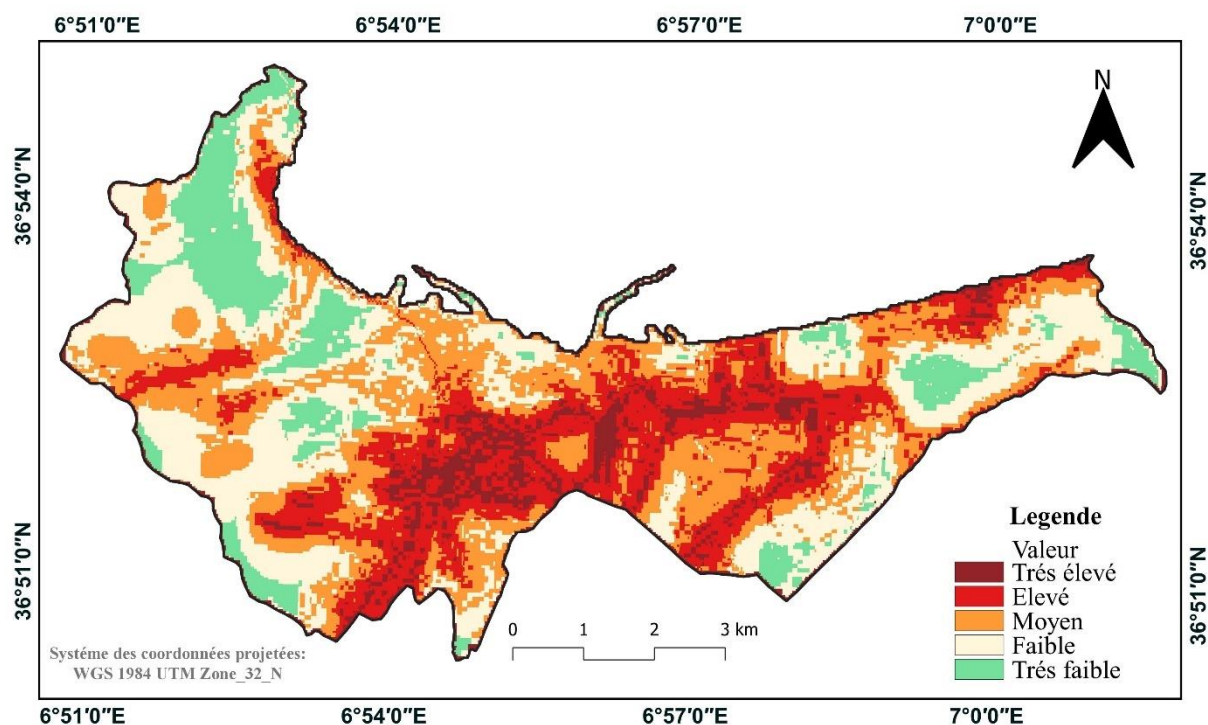 6°51′0″E 6°54′0″E 6°57′0″E 7°0′0″E
N
36°54′0″N
36°54′0″N
36°51′0″N
36°51′0″N
Legende
Valeur
Trés élevé
Elevé
Moyen
Faible
Trés faible
0 1 2 3 km
Systéme des coordonnées projetées:
WGS 1984 UTM Zone_32_N
6°51′0″E 6°54′0″E 6°57′0″E 7°0′0″E